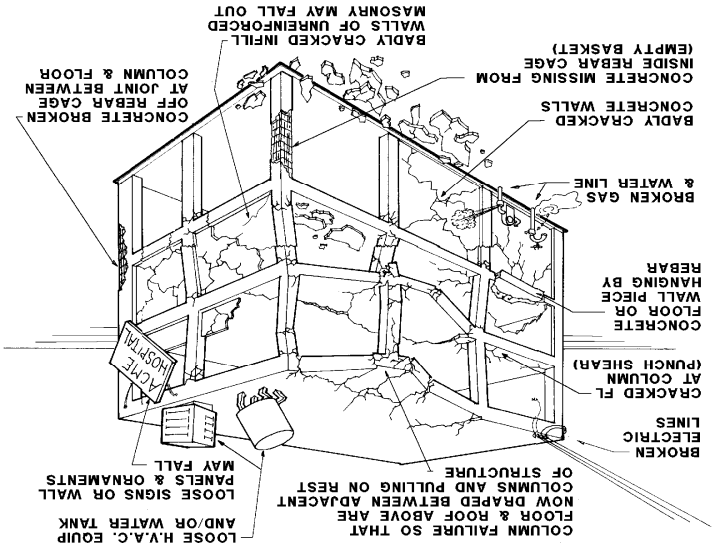 COLUMN FAILURE SO THAT
FLOOR & ROOF ABOVE ARE
NOW DRAPED BETWEEN ADJACENT
COLUMNS AND PULLING ON REST
OF STRUCTURE
LOOSE H.V.A.C. EQUIP
AND/OR WATER TANK
LOOSE SIGNS OR WALL
PANELS & ORNAMENTS
MAY FALL
BROKEN
ELECTRIC
LINES
ACME
HOSPITAL
CRACKED FL
AT COLUMN
(PUNCH SHEAR)
CONCRETE
FLOOR OR
WALL PIECE
HANGING BY
REBAR
BROKEN GAS
& WATER LINE
BADLY CRACKED
CONCRETE WALLS
CONCRETE MISSING FROM
INSIDE REBAR CAGE
(EMPTY BASKET)
BADLY CRACKED INFILL
WALLS OF UNREINFORCED
MASONRY MAY FALL OUT
CONCRETE BROKEN
OFF REBAR CAGE
AT JOINT BETWEEN
COLUMN & FLOOR